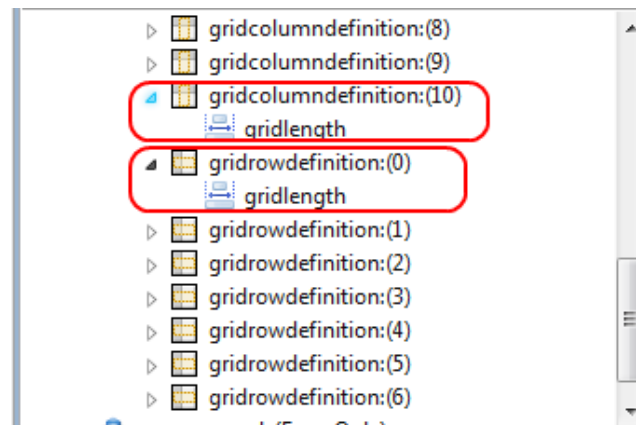 gridcolumndefinition:(8)
gridcolumndefinition:(9)
gridcolumndefinition:(10)
gridlength
gridrowdefinition:(0)
gridlength
gridrowdefinition:(1)
gridrowdefinition:(2)
gridrowdefinition:(3)
gridrowdefinition:(4)
gridrowdefinition:(5)
gridrowdefinition:(6)